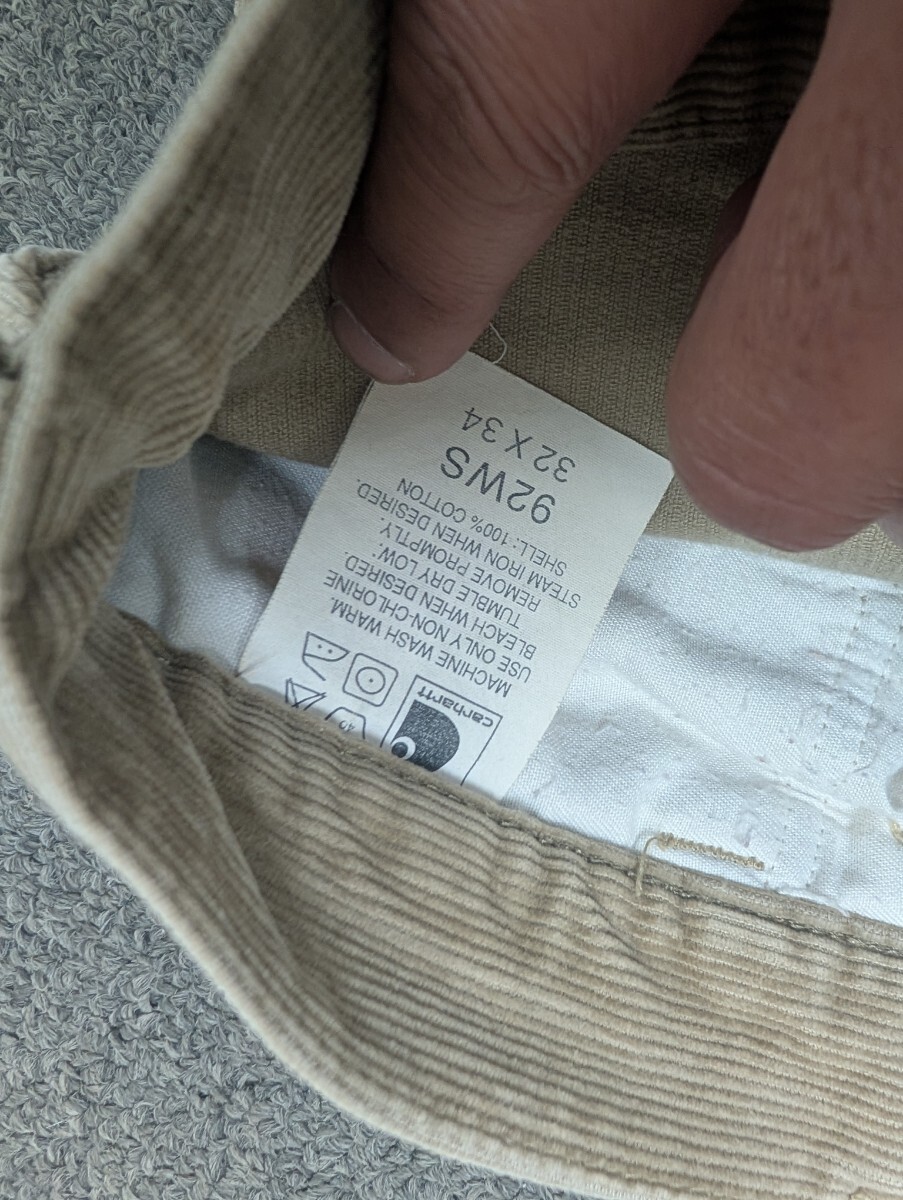 carhartt
40
MACHINE WASH WARM.
USE ONLY NON-CHLORINE
BLEACH WHEN DESIRED.
TUMBLE DRY LOW:
REMOVE PROMPTLY.
STEAM IRON WHEN DESIRED.
SHELL: 100% COTTON
92WS
32 X 34